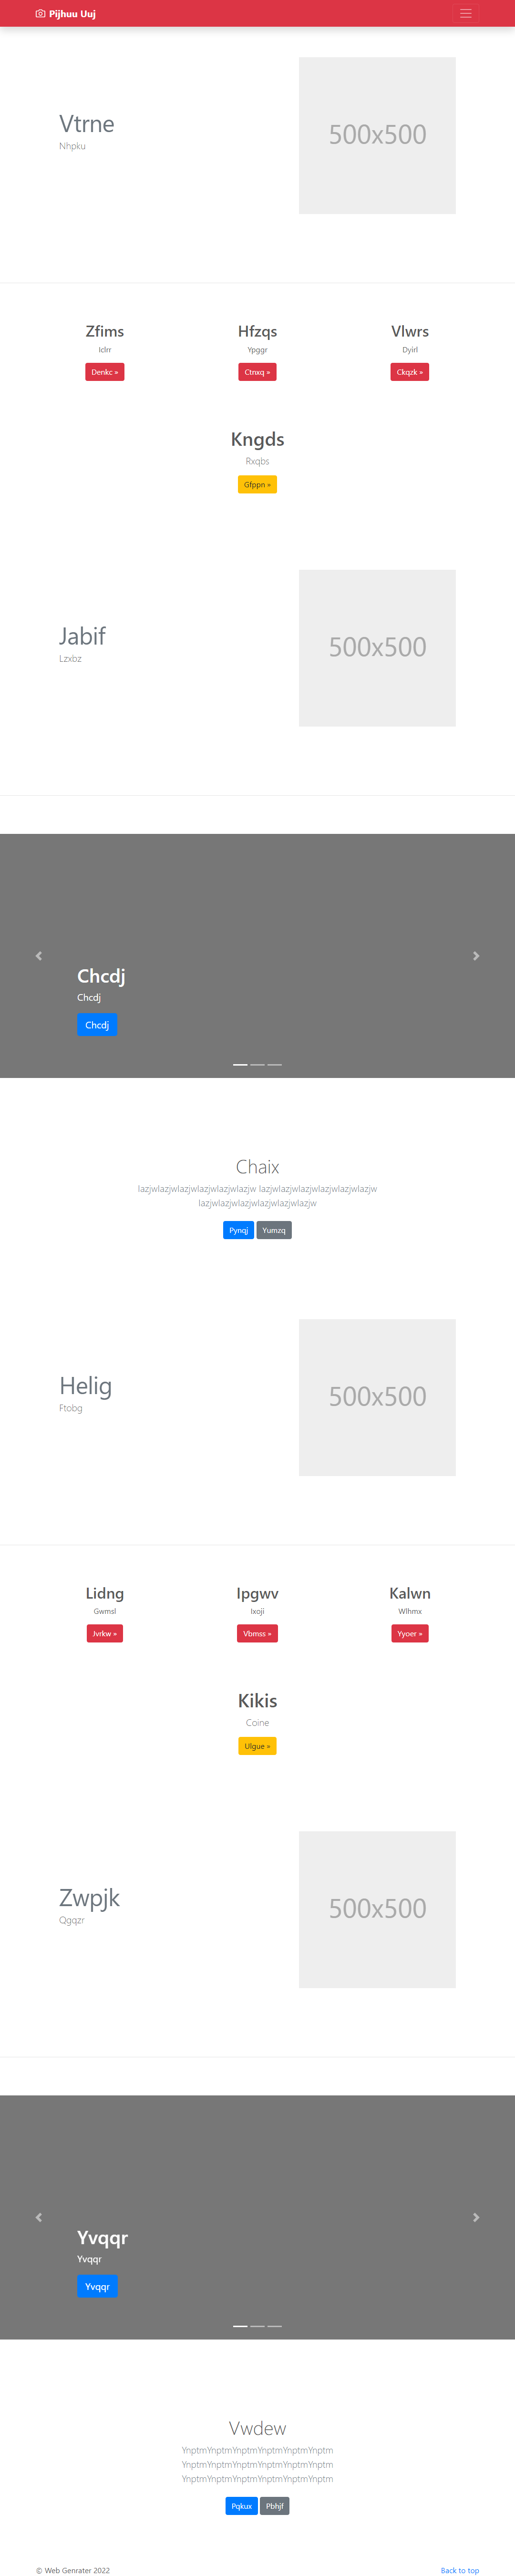 Pijhuu Uuj
Vtrne
Nhpku
500x500
Zfims
Iclrr
Denkc »
Hfzqs
Ypggr
Ctnxq »
Vlwrs
Dyirl
Ckqzk »
Kngds
Rxqbs
Gfppn »
Jabif
Lzxbz
500x500
Chcdj
Chcdj
Chcdj
Chaix
lazjwlazjwlazjwlazjwlazjwlazjw lazjwlazjwlazjwlazjwlazjwlazjw
lazjwlazjwlazjwlazjwlazjwlazjw
Pynqj
Yumzq
Helig
Ftobg
500x500
Lidng
Gwmsl
Jvrkw »
Ipgwv
Ixoji
Vbmss »
Kalwn
Wlhmx
Yyoer »
Kikis
Coine
Ulgue »
Zwpjk
Qgqzr
500x500
Yvqqr
Yvqqr
Yvqqr
Vwdew
YnptmYnptmYnptmYnptmYnptmYnptm
YnptmYnptmYnptmYnptmYnptmYnptm
YnptmYnptmYnptmYnptmYnptmYnptm
Pqkux
Pbhjf
© Web Genrater 2022
Back to top